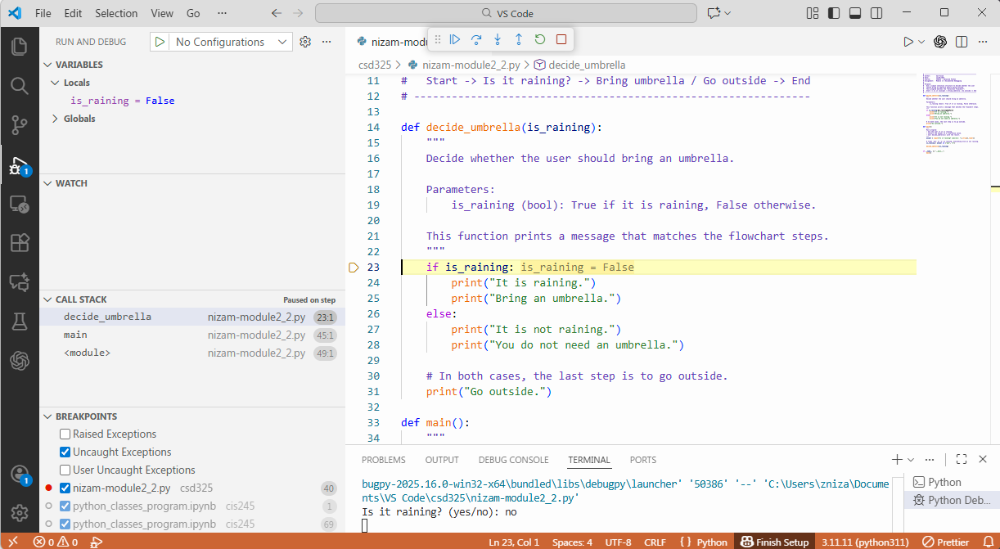 File Edit Selection View Go ··· VS Code
RUN AND DEBUG No Configurations ···
VARIABLES
Locals
is_raining = False
Globals
WATCH
CALL STACK Paused on step
decide_umbrella nizam-module2_2.py 23:1
main nizam-module2_2.py 45:1
<module> nizam-module2_2.py 49:1
BREAKPOINTS
Raised Exceptions
Uncaught Exceptions
User Uncaught Exceptions
nizam-module2_2.py csd325 40
python_classes_program.ipynb cis245 1
python_classes_program.ipynb cis245 69
1
1
nizam-modu
csd325 > nizam-module2_2.py > decide_umbrella
11 #   Start -> Is it raining? -> Bring umbrella / Go outside -> End
12 # ---------------------------------------------------------------
13
14 def decide_umbrella(is_raining):
15     """
16     Decide whether the user should bring an umbrella.
17
18     Parameters:
19         is_raining (bool): True if it is raining, False otherwise.
20
21     This function prints a message that matches the flowchart steps.
22     """
23     if is_raining: is_raining = False
24         print("It is raining.")
25         print("Bring an umbrella.")
26     else:
27         print("It is not raining.")
28         print("You do not need an umbrella.")
29
30     # In both cases, the last step is to go outside.
31     print("Go outside.")
32
33 def main():
34     """
PROBLEMS OUTPUT DEBUG CONSOLE TERMINAL PORTS
bugpy-2025.16.0-win32-x64\bundled\libs\debugpy\launcher' '50386' '--' 'C:\Users\zniza\Docume
nts\VS Code\csd325\nizam-module2_2.py'
Is it raining? (yes/no): no
Python
Python Deb...
0 0 Ln 23, Col 1 Spaces: 4 UTF-8 CRLF { } Python Finish Setup 3.11.11 (python311) Prettier